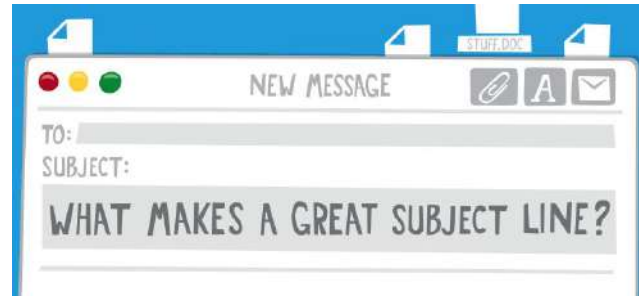 STUFF.DOC
NEW MESSAGE A
TO:
SUBJECT:
WHAT MAKES A GREAT SUBJECT LINE?